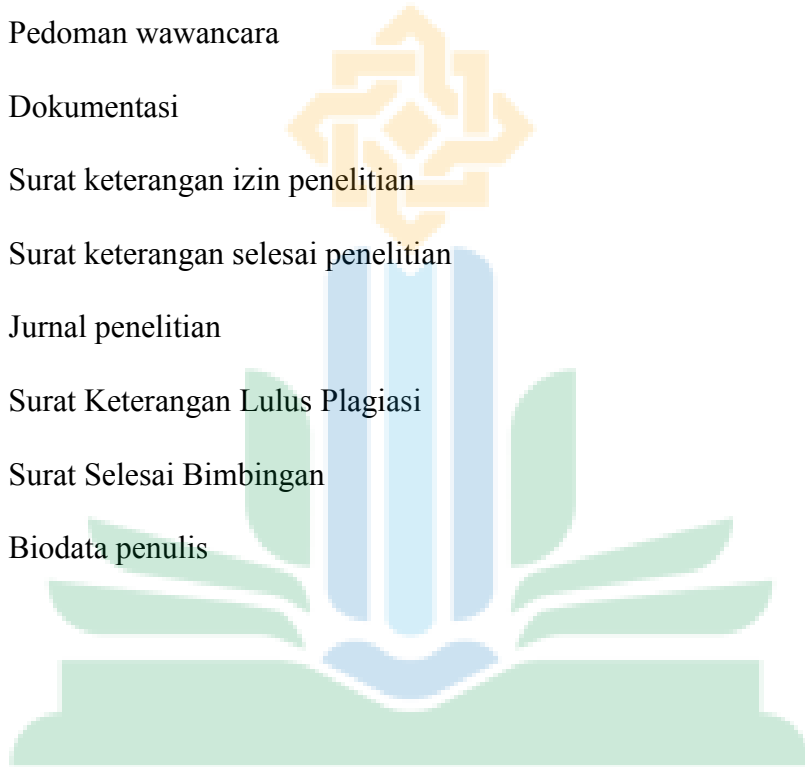 Pedoman wawancara
Dokumentasi
Surat keterangan izin penelitian
Surat keterangan selesai penelitian
Jurnal penelitian
Surat Keterangan Lulus Plagiasi
Surat Selesai Bimbingan
Biodata penulis